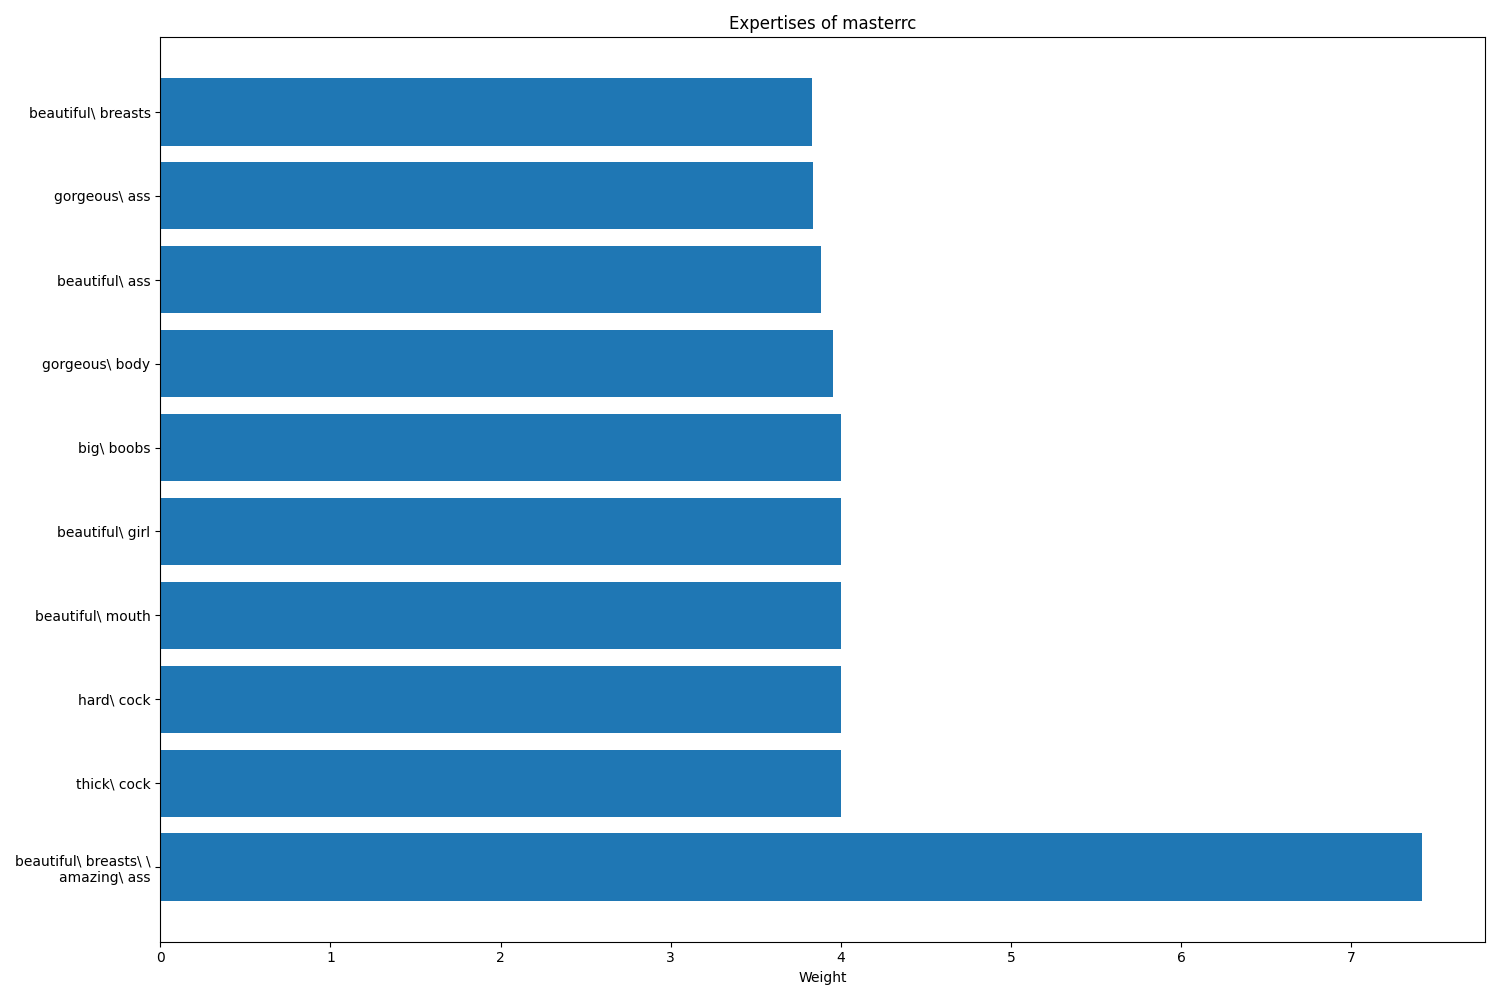 Expertises of masterrc
beautiful\ breasts
gorgeous\ ass
beautiful\ ass
gorgeous\ body
big\ boobs
beautiful\ girl
beautiful\ mouth
hard\ cock
thick\ cock
beautiful\ breasts\ \
amazing\ ass
0 1 2 3 4 5 6 7
Weight